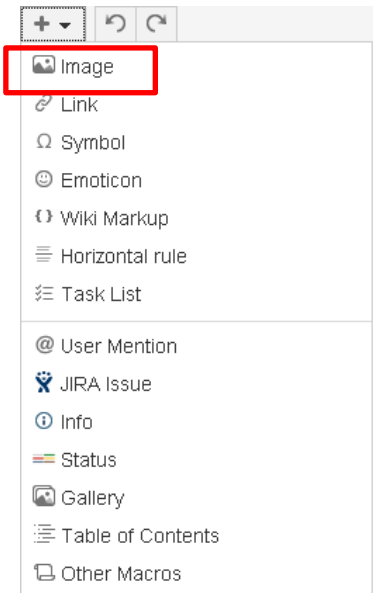 Image
Link
Symbol
Emoticon
Wiki Markup
Horizontal rule
Task List
User Mention
JIRA Issue
Info
Status
Gallery
Table of Contents
Other Macros